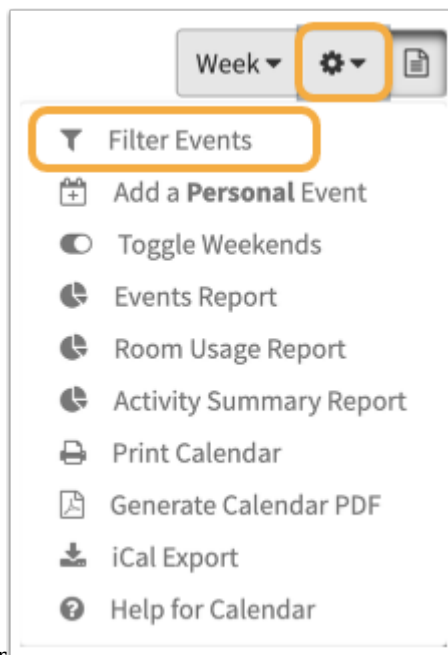 Week
Filter Events
Add a Personal Event
Toggle Weekends
Events Report
Room Usage Report
Activity Summary Report
Print Calendar
Generate Calendar PDF
iCal Export
Help for Calendar